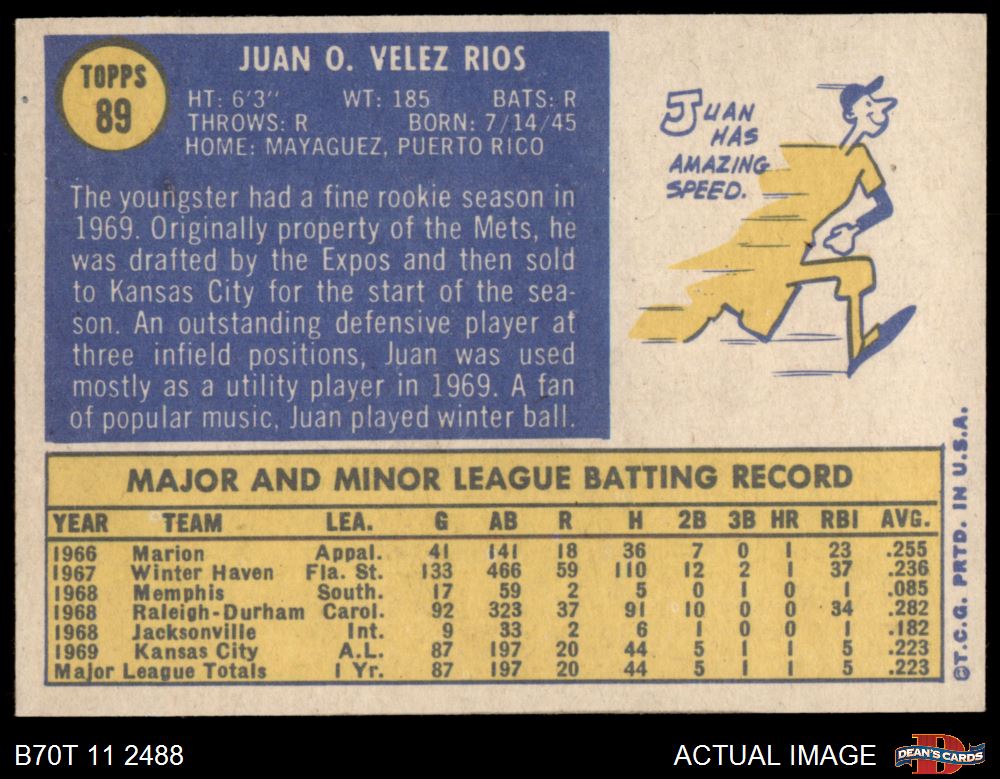 TOPPS
89
JUAN O. VELEZ RIOS
HT: 6'3" WT: 185 BATS: R
THROWS: R BORN: 7/14/45
HOME: MAYAGUEZ, PUERTO RICO
The youngster had a fine rookie season in
1969. Originally property of the Mets, he
was drafted by the Expos and then sold
to Kansas City for the start of the sea-
son. An outstanding defensive player at
three infield positions, Juan was used
mostly as a utility player in 1969. A fan
of popular music, Juan played winter ball.
JUAN
HAS
AMAZING
SPEED.
MAJOR AND MINOR LEAGUE BATTING RECORD
YEAR TEAM LEA. G AB R H 2B 3B HR RBI AVG.
1966 Marion Appal. 41 141 18 36 7 0 1 23 .255
1967 Winter Haven Fla. St. 133 466 59 110 12 2 1 37 .236
1968 Memphis South. 17 59 2 5 0 1 0 1 .085
1968 Raleigh-Durham Carol. 92 323 37 91 10 0 0 34 .282
1968 Jacksonville Int. 9 33 2 6 1 0 0 1 .182
1969 Kansas City A.L. 87 197 20 44 5 1 1 5 .223
Major League Totals 1 Yr. 87 197 20 44 5 1 1 5 .223
©T.C.G. PRTD. IN U.S.A.
B70T 11 2488
ACTUAL IMAGE
DEAN'S CARDS